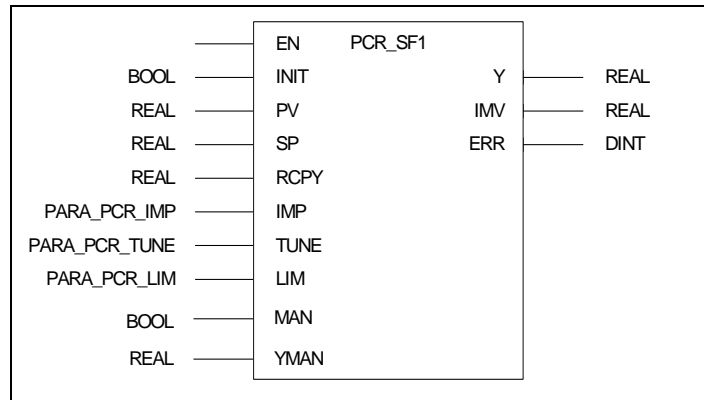 EN PCR_SF1
BOOL INIT Y REAL
REAL PV IMV REAL
REAL SP ERR DINT
REAL RCPY
PARA_PCR_IMP IMP
PARA_PCR_TUNE TUNE
PARA_PCR_LIM LIM
BOOL MAN
REAL YMAN